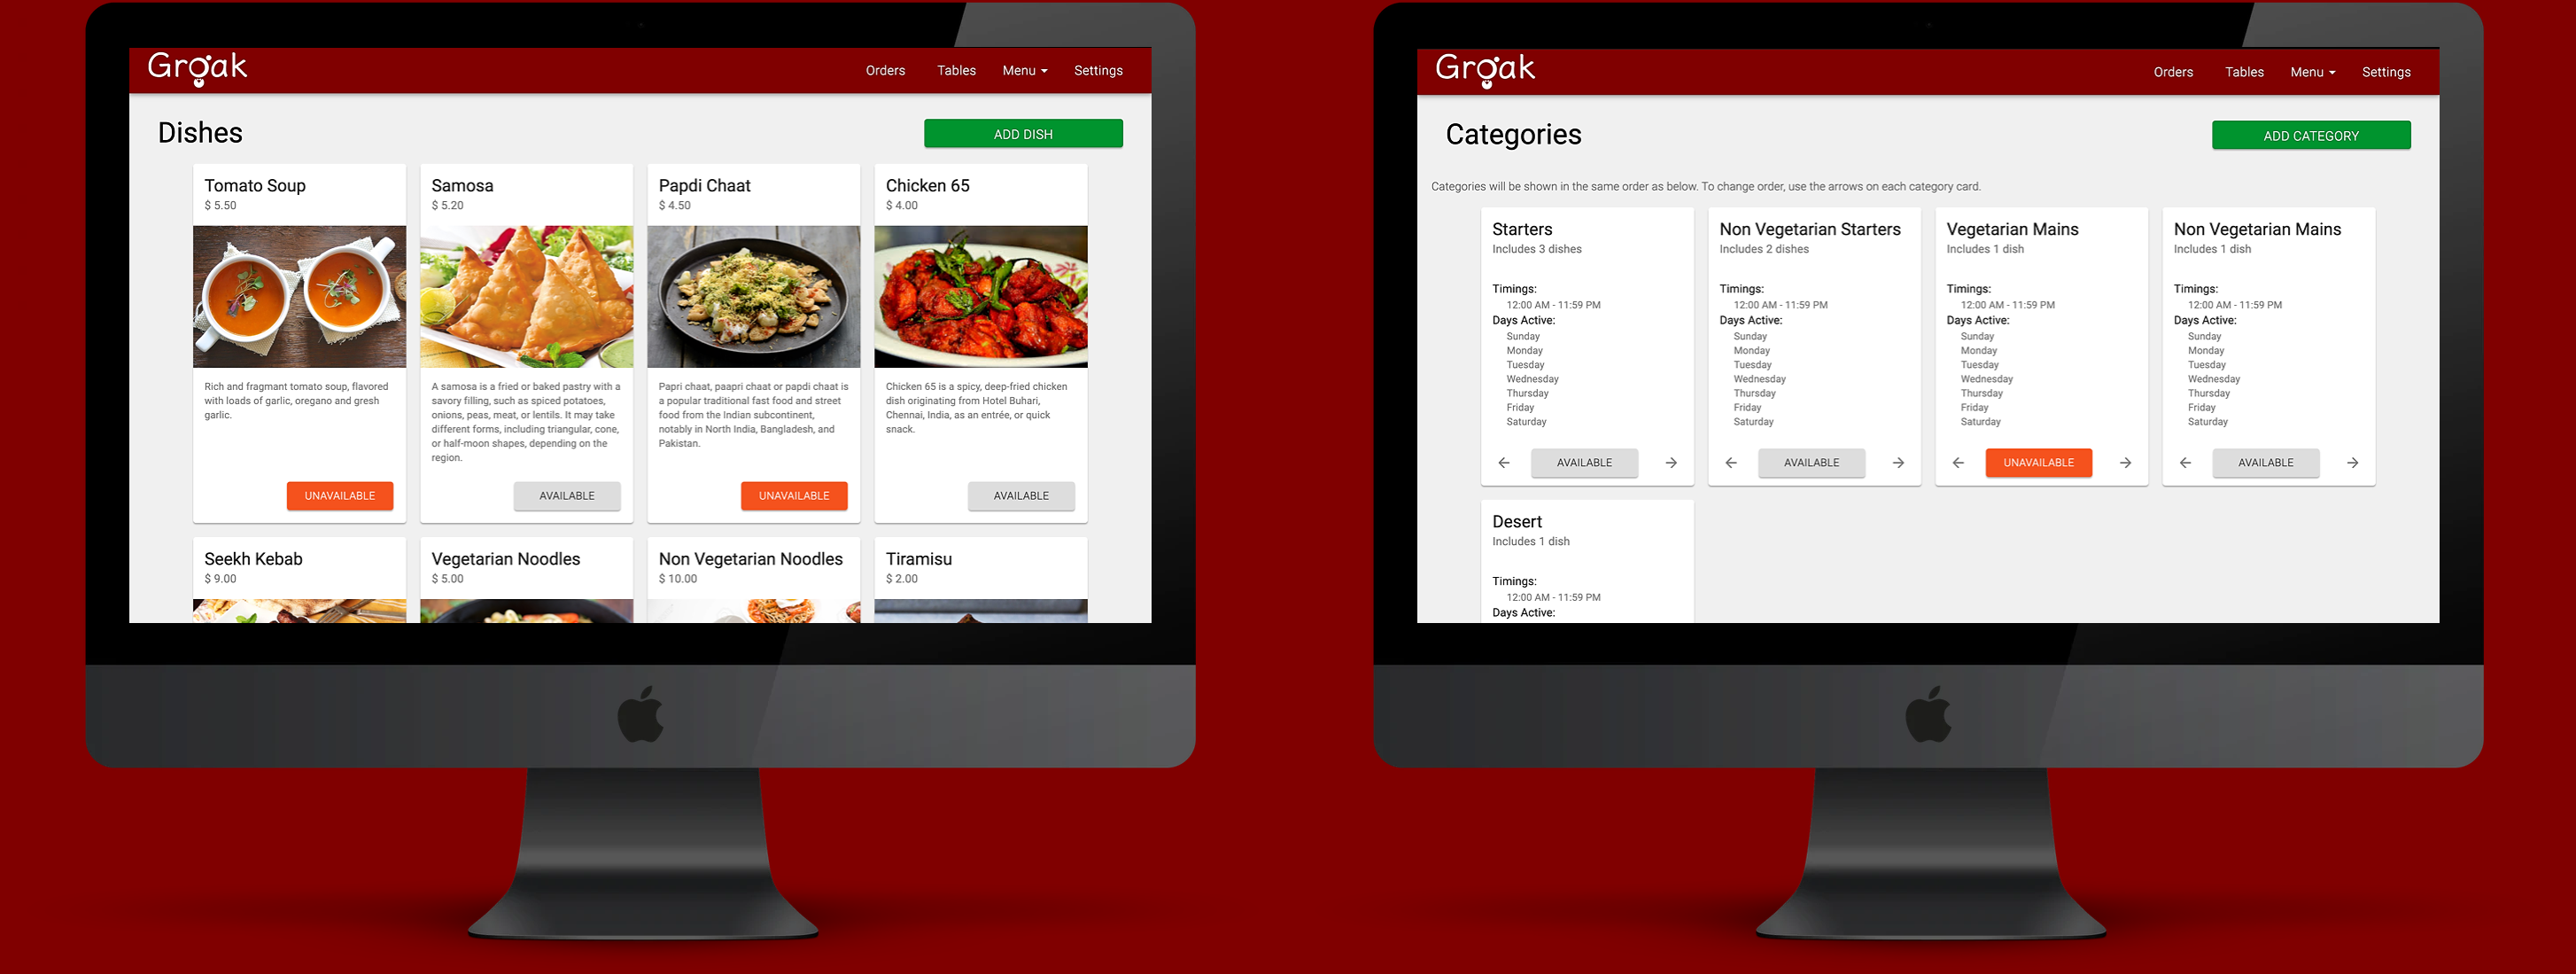 Groak
Orders Tables Menu Settings
Dishes
ADD DISH
Tomato Soup
$ 5.50
Rich and fragmant tomato soup, flavored
with loads of garlic, oregano and gresh
garlic.
UNAVAILABLE
Samosa
$ 5.20
A samosa is a fried or baked pastry with a
savory filling, such as spiced potatoes,
onions, peas, meat, or lentils. It may take
different forms, including triangular, cone,
or half-moon shapes, depending on the
region.
AVAILABLE
Papdi Chaat
$ 4.50
Papri chaat, paapri chaat or papdi chaat is
a popular traditional fast food and street
food from the Indian subcontinent,
notably in North India, Bangladesh, and
Pakistan.
UNAVAILABLE
Chicken 65
$ 4.00
Chicken 65 is a spicy, deep-fried chicken
dish originating from Hotel Buhari,
Chennai, India, as an entrée, or quick
snack.
AVAILABLE
Seekh Kebab
$ 9.00
Vegetarian Noodles
$ 5.00
Non Vegetarian Noodles
$ 10.00
Tiramisu
$ 2.00
Groak
Orders Tables Menu Settings
Categories
ADD CATEGORY
Categories will be shown in the same order as below. To change order, use the arrows on each category card.
Starters
Includes 3 dishes
Timings:
12:00 AM - 11:59 PM
Days Active:
Sunday
Monday
Tuesday
Wednesday
Thursday
Friday
Saturday
AVAILABLE
Non Vegetarian Starters
Includes 2 dishes
Timings:
12:00 AM - 11:59 PM
Days Active:
Sunday
Monday
Tuesday
Wednesday
Thursday
Friday
Saturday
AVAILABLE
Vegetarian Mains
Includes 1 dish
Timings:
12:00 AM - 11:59 PM
Days Active:
Sunday
Monday
Tuesday
Wednesday
Thursday
Friday
Saturday
UNAVAILABLE
Non Vegetarian Mains
Includes 1 dish
Timings:
12:00 AM - 11:59 PM
Days Active:
Sunday
Monday
Tuesday
Wednesday
Thursday
Friday
Saturday
AVAILABLE
Desert
Includes 1 dish
Timings:
12:00 AM - 11:59 PM
Days Active: